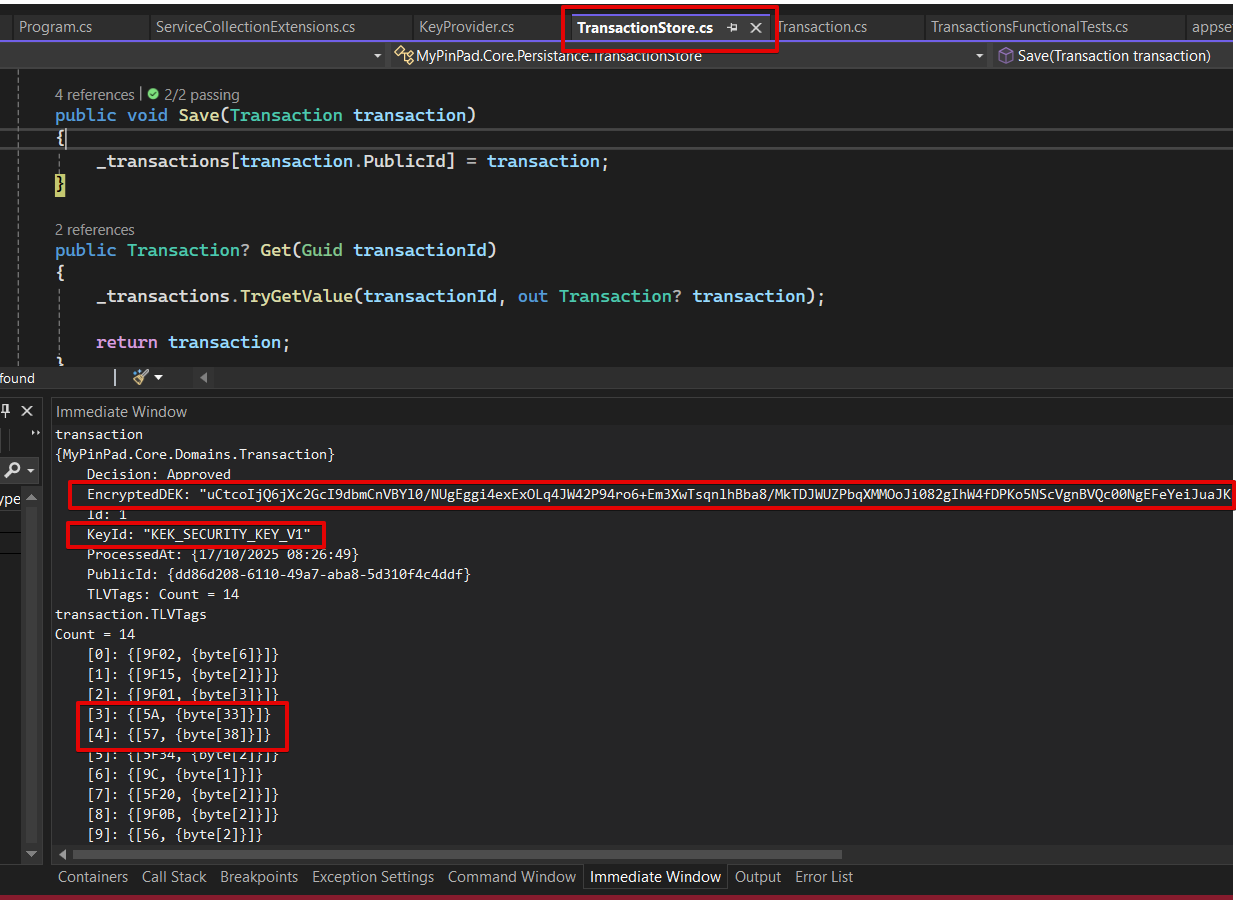 Program.cs ServiceCollectionExtensions.cs KeyProvider.cs TransactionStore.cs Transaction.cs TransactionsFunctionalTests.cs appse
MyPinPad.Core.Persistance.TransactionStore Save(Transaction transaction)
4 references | 2/2 passing
public void Save(Transaction transaction)
{
_transactions[transaction.PublicId] = transaction;
}
2 references
public Transaction? Get(Guid transactionId)
{
_transactions.TryGetValue(transactionId, out Transaction? transaction);
return transaction;
}
found
Immediate Window
transaction
{MyPinPad.Core.Domains.Transaction}
Decision: Approved
EncryptedDEK: "uCtcoIjQ6jXc2GcI9dbmCnVBYl0/NUgEggi4exExOLq4JW42P94ro6+Em3XwTsqnlhBba8/MkTDJWUZPbqXMMOoJi082gIhW4fDPKo5NScVgnBVQc00NgEFeYeiJuaJK
Id: 1
KeyId: "KEK_SECURITY_KEY_V1"
ProcessedAt: {17/10/2025 08:26:49}
PublicId: {dd86d208-6110-49a7-aba8-5d310f4c4ddf}
TLVTags: Count = 14
transaction.TLVTags
Count = 14
[0]: {[9F02, {byte[6]}]}
[1]: {[9F15, {byte[2]}]}
[2]: {[9F01, {byte[3]}]}
[3]: {[5A, {byte[33]}]}
[4]: {[57, {byte[38]}]}
[5]: {[5F34, {byte[2]}]}
[6]: {[9C, {byte[1]}]}
[7]: {[5F20, {byte[2]}]}
[8]: {[9F0B, {byte[2]}]}
[9]: {[56, {byte[2]}]}
ype
Containers Call Stack Breakpoints Exception Settings Command Window Immediate Window Output Error List